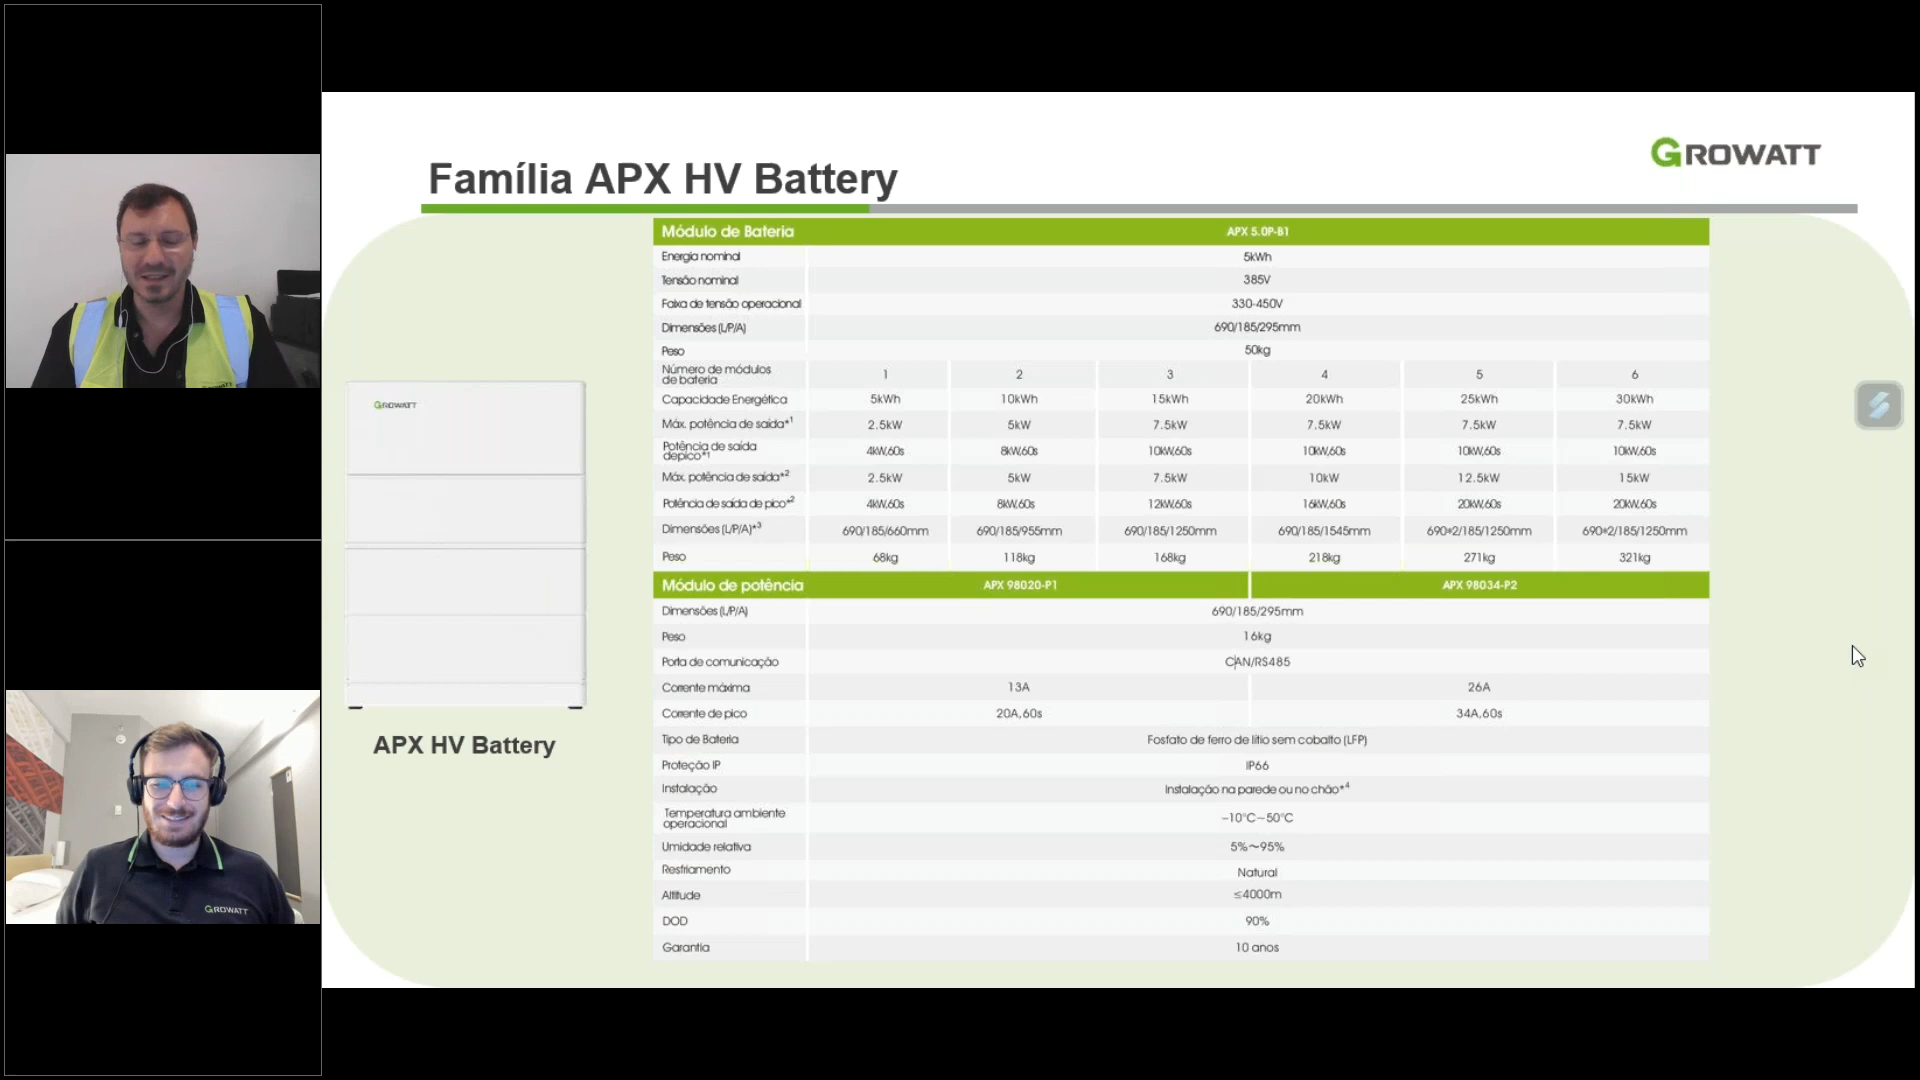 GROWATT
Família APX HV Battery
Módulo de Bateria APX 5.0P-B1
Energia nominal 5kWh
Tensão nominal 385V
Faixa de tensão operacional 330-450V
Dimensões (L/P/A) 690/185/295mm
Peso 50kg
Número de módulos de bateria 1 2 3 4 5 6
Capacidade Energética 5kWh 10kWh 15kWh 20kWh 25kWh 30kWh
Máx. potência de saída*1 2.5kW 5kW 7.5kW 7.5kW 7.5kW 7.5kW
Potência de saída depico*1 4kW,60s 8kW,60s 10kW,60s 10kW,60s 10kW,60s 10kW,60s
Máx. potência de saída*2 2.5kW 5kW 7.5kW 10kW 12.5kW 15kW
Potência de saída de pico*2 4kW,60s 8kW,60s 12kW,60s 16kW,60s 20kW,60s 20kW,60s
Dimensões (L/P/A)*3 690/185/660mm 690/185/955mm 690/185/1250mm 690/185/1545mm 690*2/185/1250mm 690*2/185/1250mm
Peso 68kg 118kg 168kg 218kg 271kg 321kg
Módulo de potência APX 98020-P1 APX 98034-P2
Dimensões (L/P/A) 690/185/295mm
Peso 16kg
Porta de comunicação CAN/RS485
Corrente máxima 13A 26A
Corrente de pico 20A,60s 34A,60s
Tipo de Bateria Fosfato de ferro de lítio sem cobalto (LFP)
Proteção IP IP66
Instalação Instalação na parede ou no chão*4
Temperatura ambiente operacional -10°C~50°C
Umidade relativa 5%~95%
Resfriamento Natural
Altitude ≤4000m
DOD 90%
Garantia 10 anos
GROWATT
APX HV Battery
GROWATT